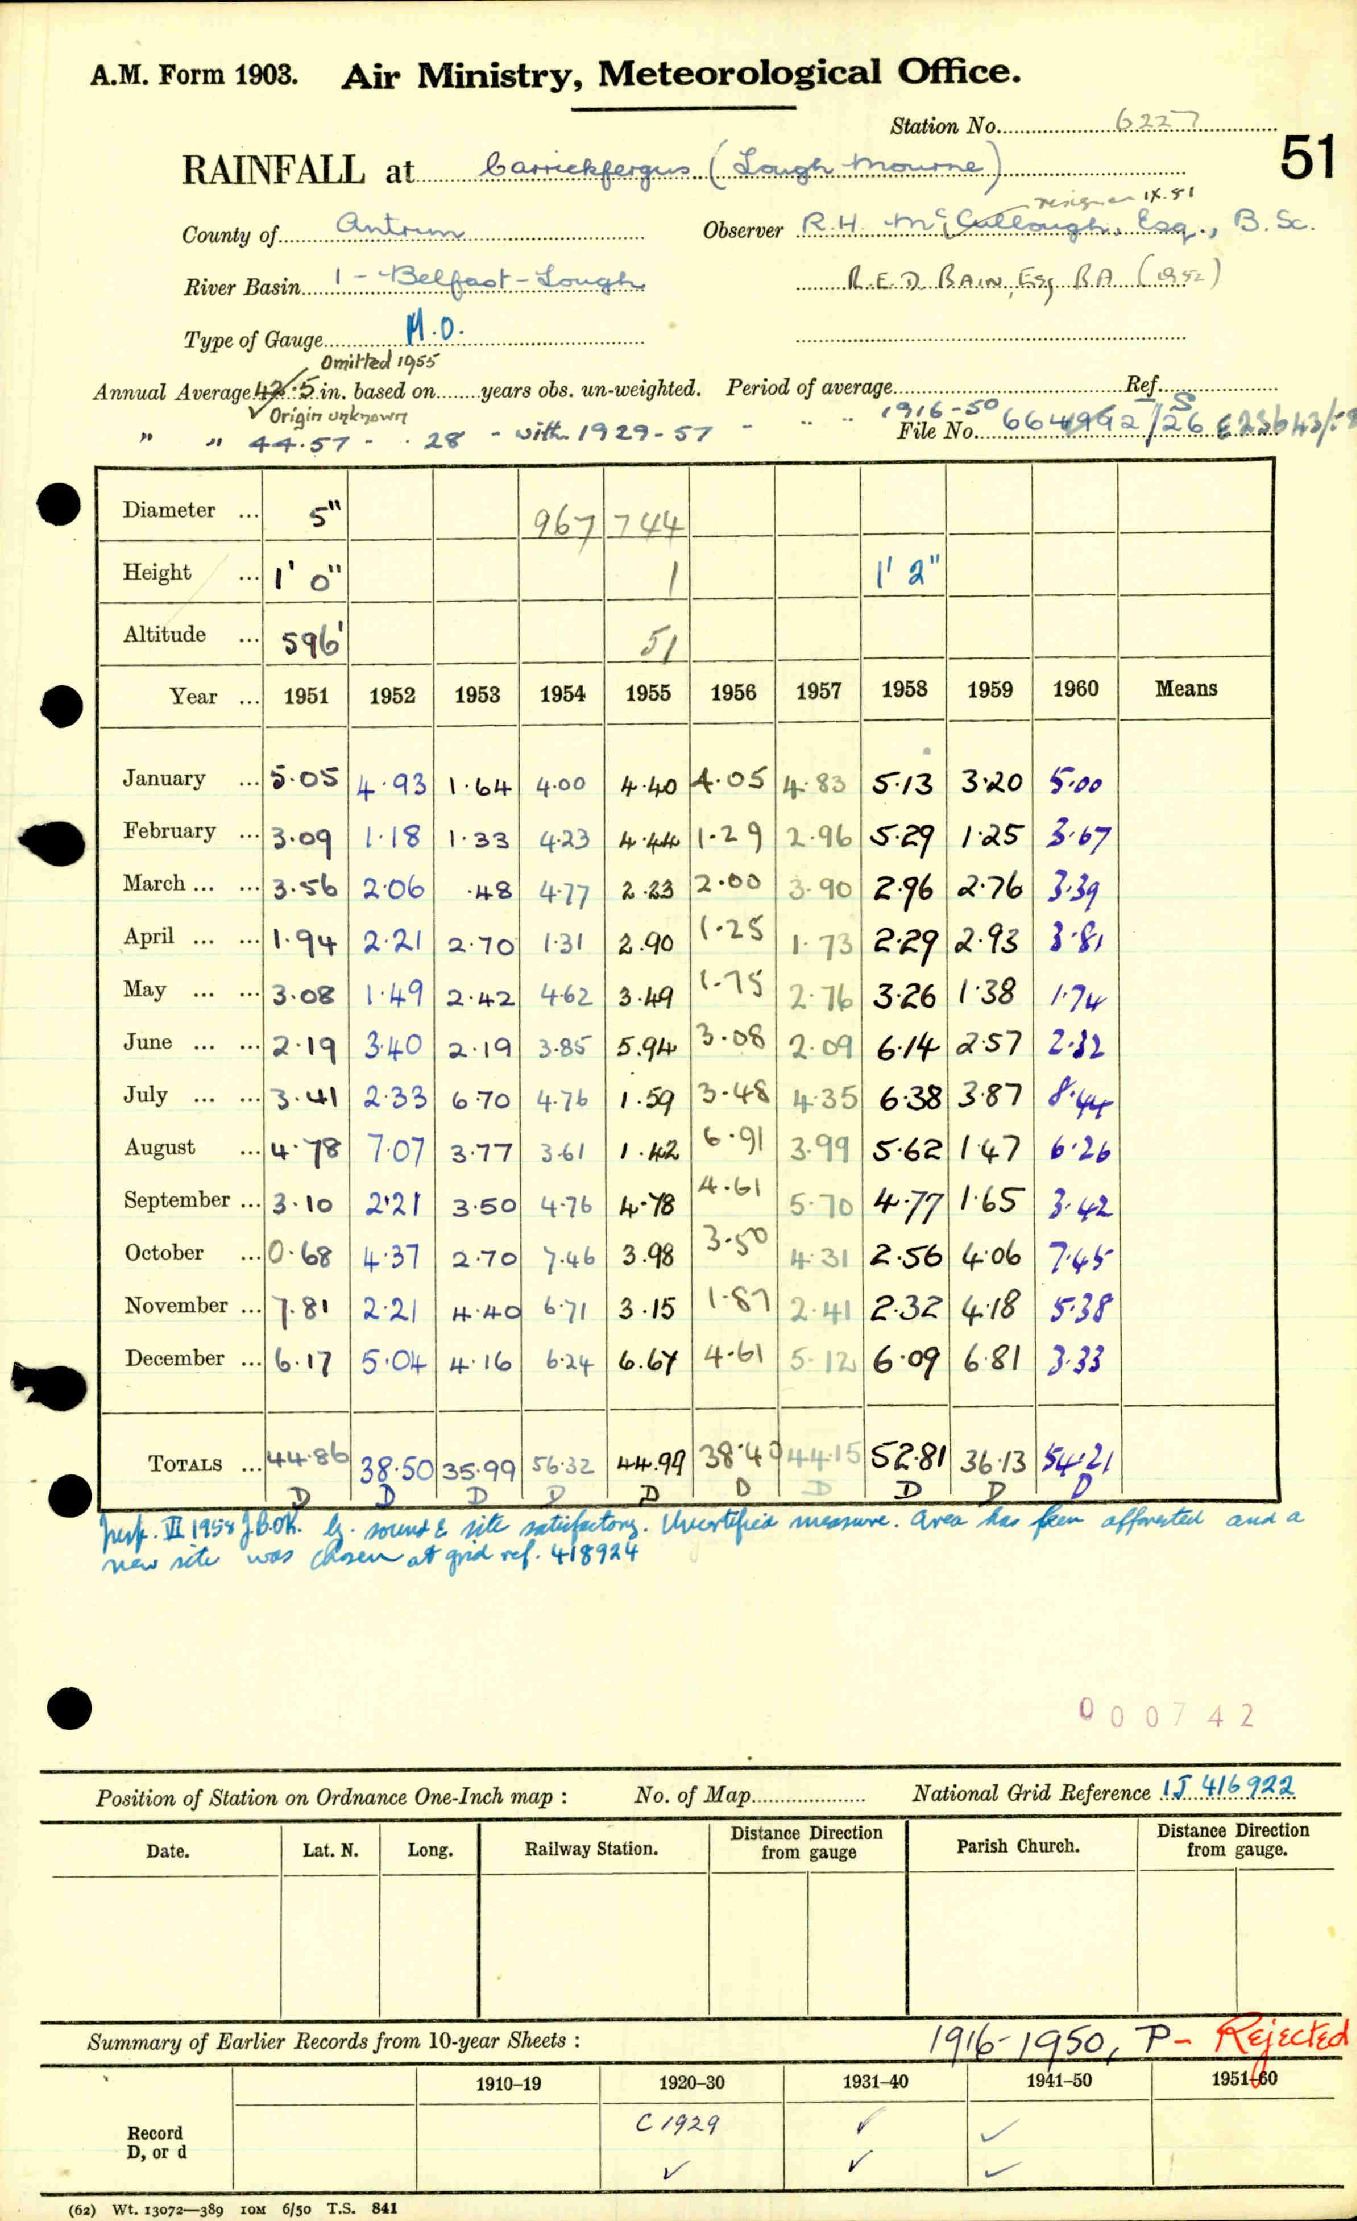 A.M. Form 1903. Air Ministry, Meteorological Office.
Station No. 6227
51
RAINFALL at Carrickfergus (Lough Mourne)
resigned IX.51
County of Antrim Observer R.H. McCullough, Esq., B.Sc.
River Basin 1 - Belfast-Lough R.E.D. BAIN, Esq BA (1952)
Type of Gauge M.O.
Omitted 1955
Annual Average 42.5 in. based on years obs. un-weighted. Period of average Ref.
Origin unknown 1916-50 S
" " 44.57 - 28 - with 1929-57 - File No. 664992/26
Diameter ... 5" 967 744
Height ... 1' 0" 1 1' 2"
Altitude ... 596' 51
Year ... 1951 1952 1953 1954 1955 1956 1957 1958 1959 1960 Means
January ... 5.05 4.93 1.64 4.00 4.40 4.05 4.83 5.13 3.20 5.00
February ... 3.09 1.18 1.33 4.23 4.44 1.29 2.96 5.29 1.25 3.67
March ... ... 3.56 2.06 .48 4.77 2.23 2.00 3.90 2.96 2.76 3.39
April ... ... 1.94 2.21 2.70 1.31 2.90 1.25 1.73 2.29 2.93 3.81
May ... ... 3.08 1.49 2.42 4.62 3.49 1.75 2.76 3.26 1.38 1.74
June ... ... 2.19 3.40 2.19 3.85 5.94 3.08 2.09 6.14 2.57 2.32
July ... ... 3.41 2.33 6.70 4.76 1.59 3.48 4.35 6.38 3.87 8.44
August ... 4.78 7.07 3.77 3.61 1.42 6.91 3.99 5.62 1.47 6.26
September ... 3.10 2.21 3.50 4.76 4.78 4.61 5.70 4.77 1.65 3.42
October ... 0.68 4.37 2.70 7.46 3.98 3.50 4.31 2.56 4.06 7.45
November ... 7.81 2.21 4.40 6.71 3.15 1.87 2.41 2.32 4.18 5.38
December ... 6.17 5.04 4.16 6.24 6.67 4.61 5.12 6.09 6.81 3.33
TOTALS ... 44.86 38.50 35.99 56.32 44.99 38.40 44.15 52.81 36.13 54.21
D D D D D D D D D D
Insp. VII 1958 J.B. OK. Eq. sound & site satisfactory. Uncertified measure. Area has been afforested and a
new site was chosen at grid ref. 418924
000742
Position of Station on Ordnance One-Inch map : No. of Map National Grid Reference IJ 416922
Date. Lat. N. Long. Railway Station. Distance from gauge Direction Parish Church. Distance Direction from gauge.
Summary of Earlier Records from 10-year Sheets : 1916-1950, P - Rejected
1910-19 1920-30 1931-40 1941-50 1951-60
Record C 1929 ✓ ✓
D, or d ✓ ✓ ✓
(62) Wt. 13072—389 10M 6/50 T.S. 841